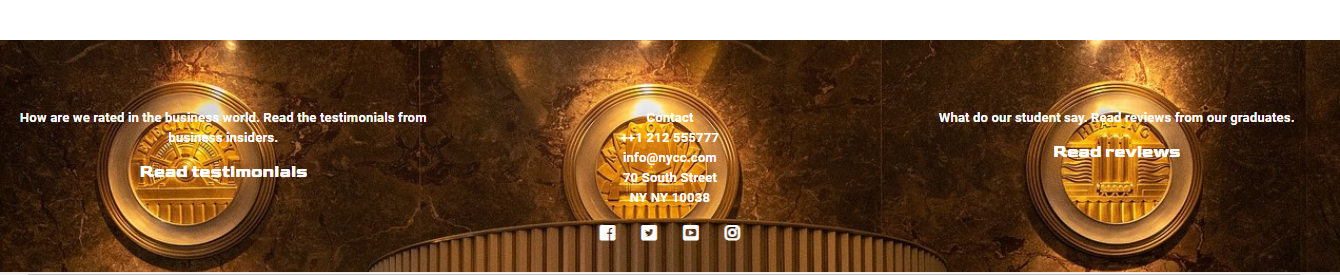 How are we rated in the business world. Read the testimonials from
business insiders.
Read testimonials
Contact
++1 212 555777
info@nycc.com
70 South Street
NY NY 10038
What do our student say. Read reviews from our graduates.
Read reviews